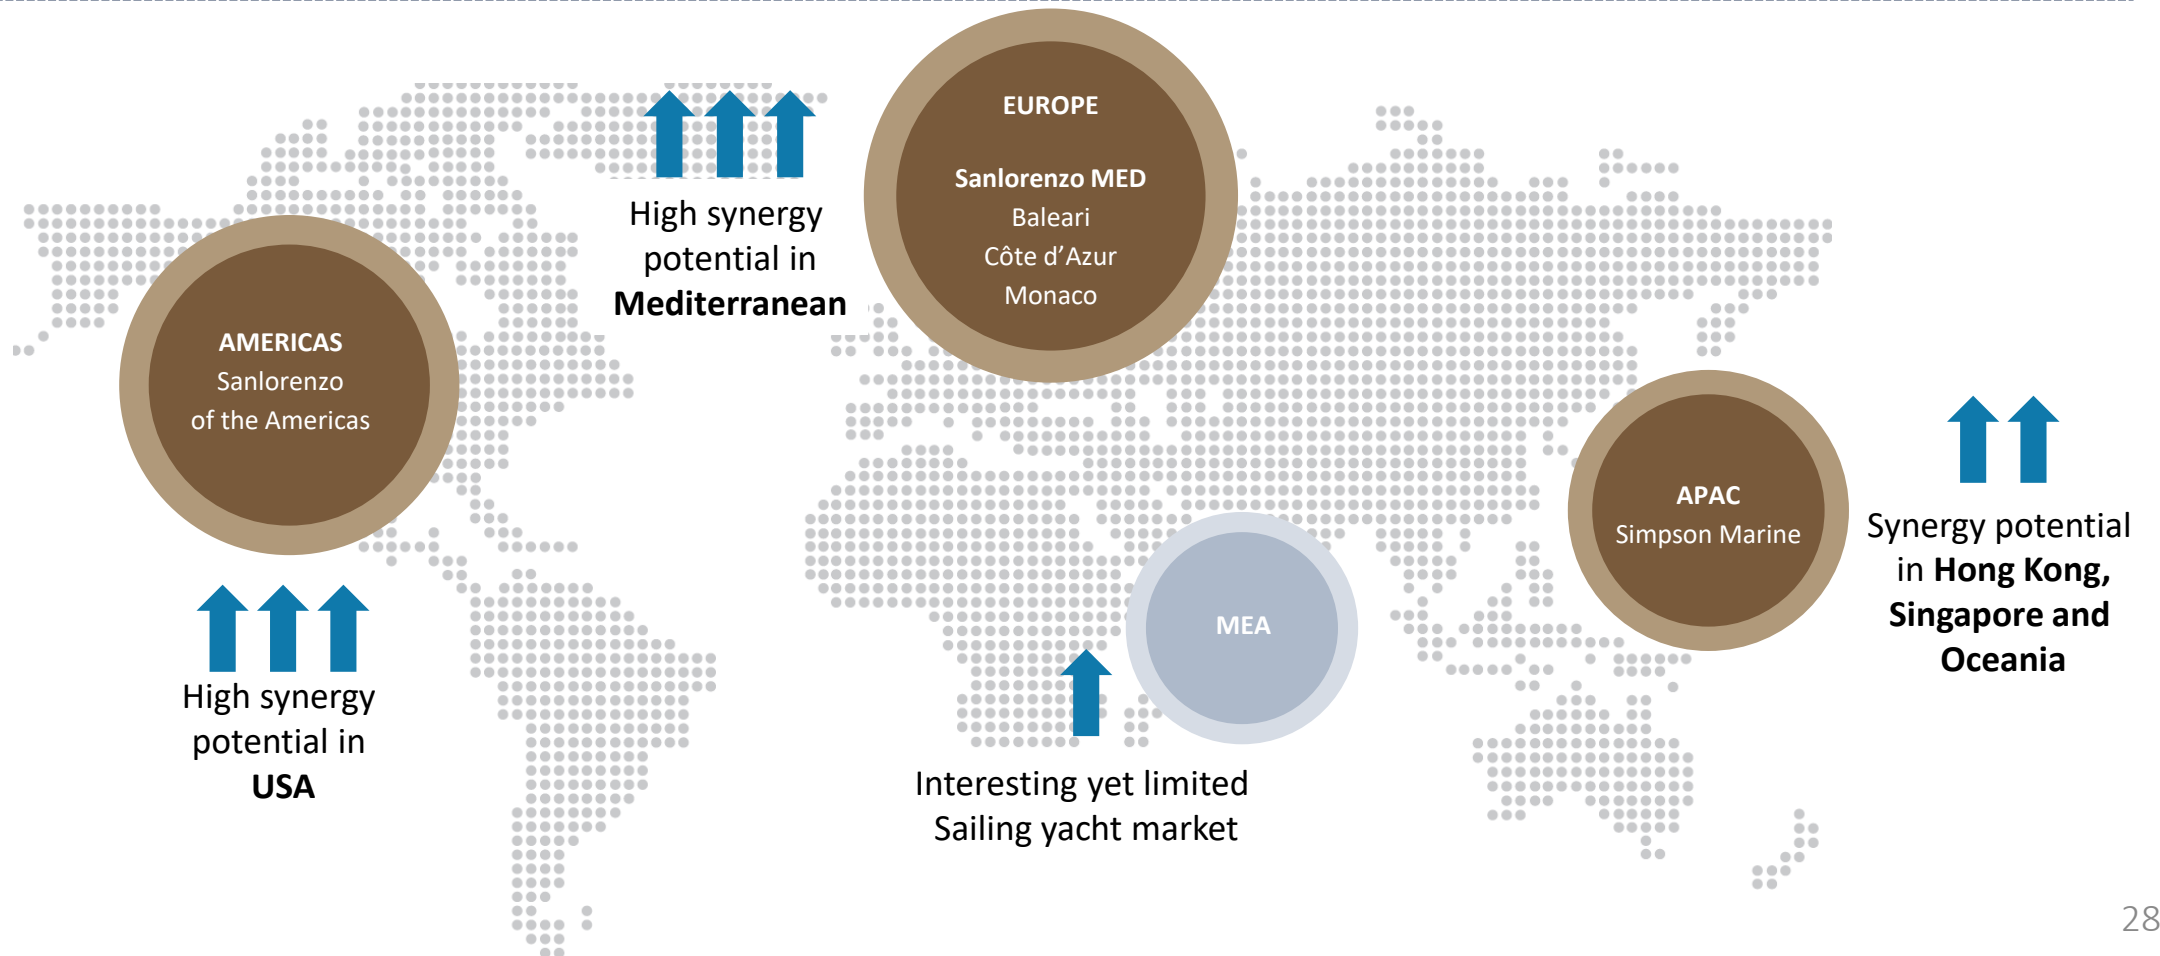 EUROPE
Sanlorenzo MED
Baleari
Côte d’Azur
Monaco
High synergy
potential in
Mediterranean
AMERICAS
Sanlorenzo
of the Americas
High synergy
potential in
USA
APAC
Simpson Marine
Synergy potential
in Hong Kong,
Singapore and
Oceania
MEA
Interesting yet limited
Sailing yacht market
28